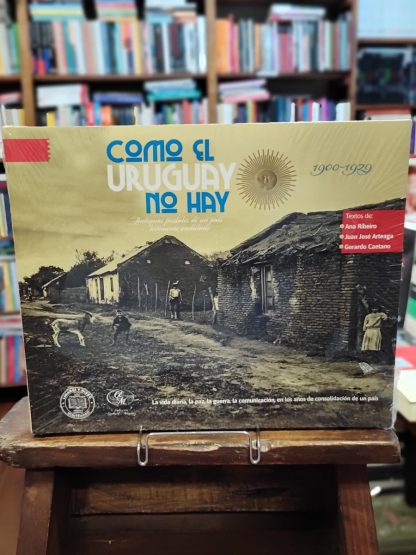 COMO EL
URUGUAY
NO HAY
1900-1929
Textos de:
Ana Ribeiro
Juan José Arteaga
Gerardo Caetano
La vida diaria, la paz, la guerra, la comunicación, en los años de consolidación de un país